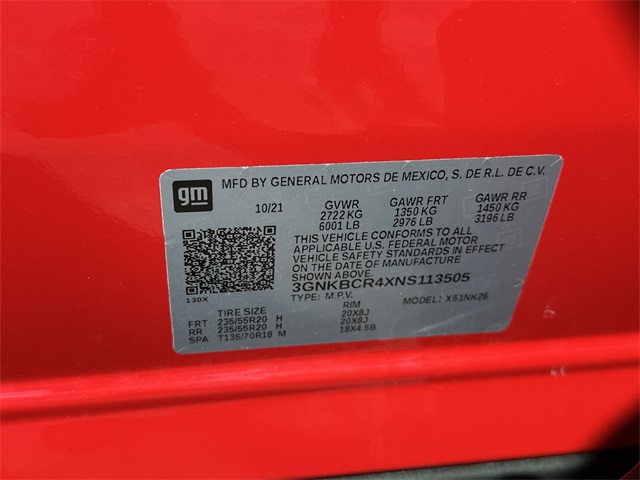 gm MFD BY GENERAL MOTORS DE MEXICO, S. DE R.L. DE C.V.
10/21 GVWR GAWR FRT GAWR RR
2722 KG 1350 KG 1450 KG
6001 LB 2976 LB 3196 LB
THIS VEHICLE CONFORMS TO ALL
APPLICABLE U.S. FEDERAL MOTOR
VEHICLE SAFETY STANDARDS IN EFFECT
ON THE DATE OF MANUFACTURE
SHOWN ABOVE.
3GNKBCR4XNS113505
130X TYPE: M.P.V. MODEL: XS1NK26
TIRE SIZE RIM
FRT 235/55R20 H 20X8J
RR 235/55R20 H 20X8J
SPA T135/70R18 M 18X4.5B